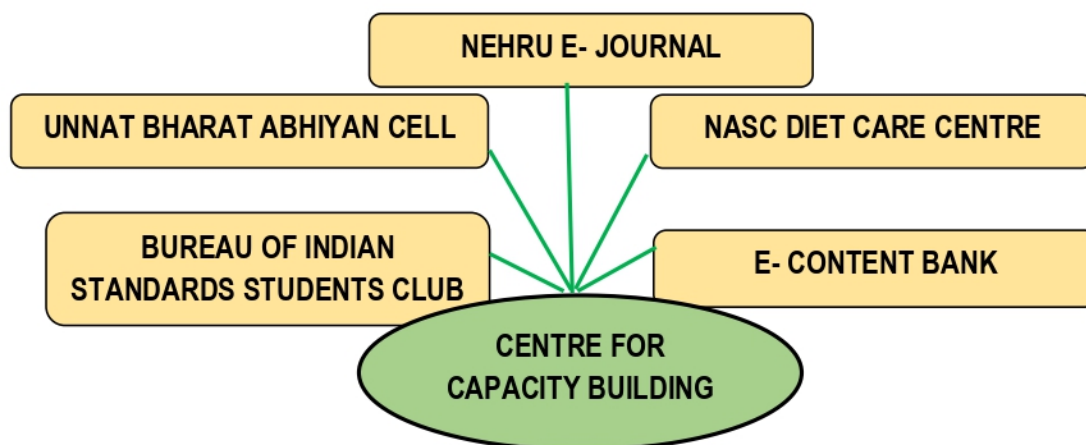 NEHRU E- JOURNAL
UNNAT BHARAT ABHIYAN CELL
NASC DIET CARE CENTRE
BUREAU OF INDIAN
STANDARDS STUDENTS CLUB
E- CONTENT BANK
CENTRE FOR
CAPACITY BUILDING